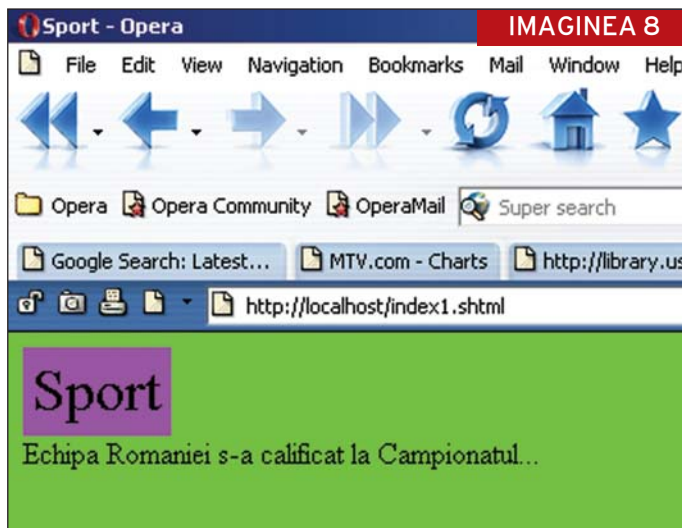 Sport - Opera
IMAGINEA 8
File Edit View Navigation Bookmarks Mail Window Help
Opera Opera Community OperaMail Super search
Google Search: Latest... MTV.com - Charts http://library.us
http://localhost/index1.shtml
Sport
Echipa Romaniei s-a calificat la Campionatul...